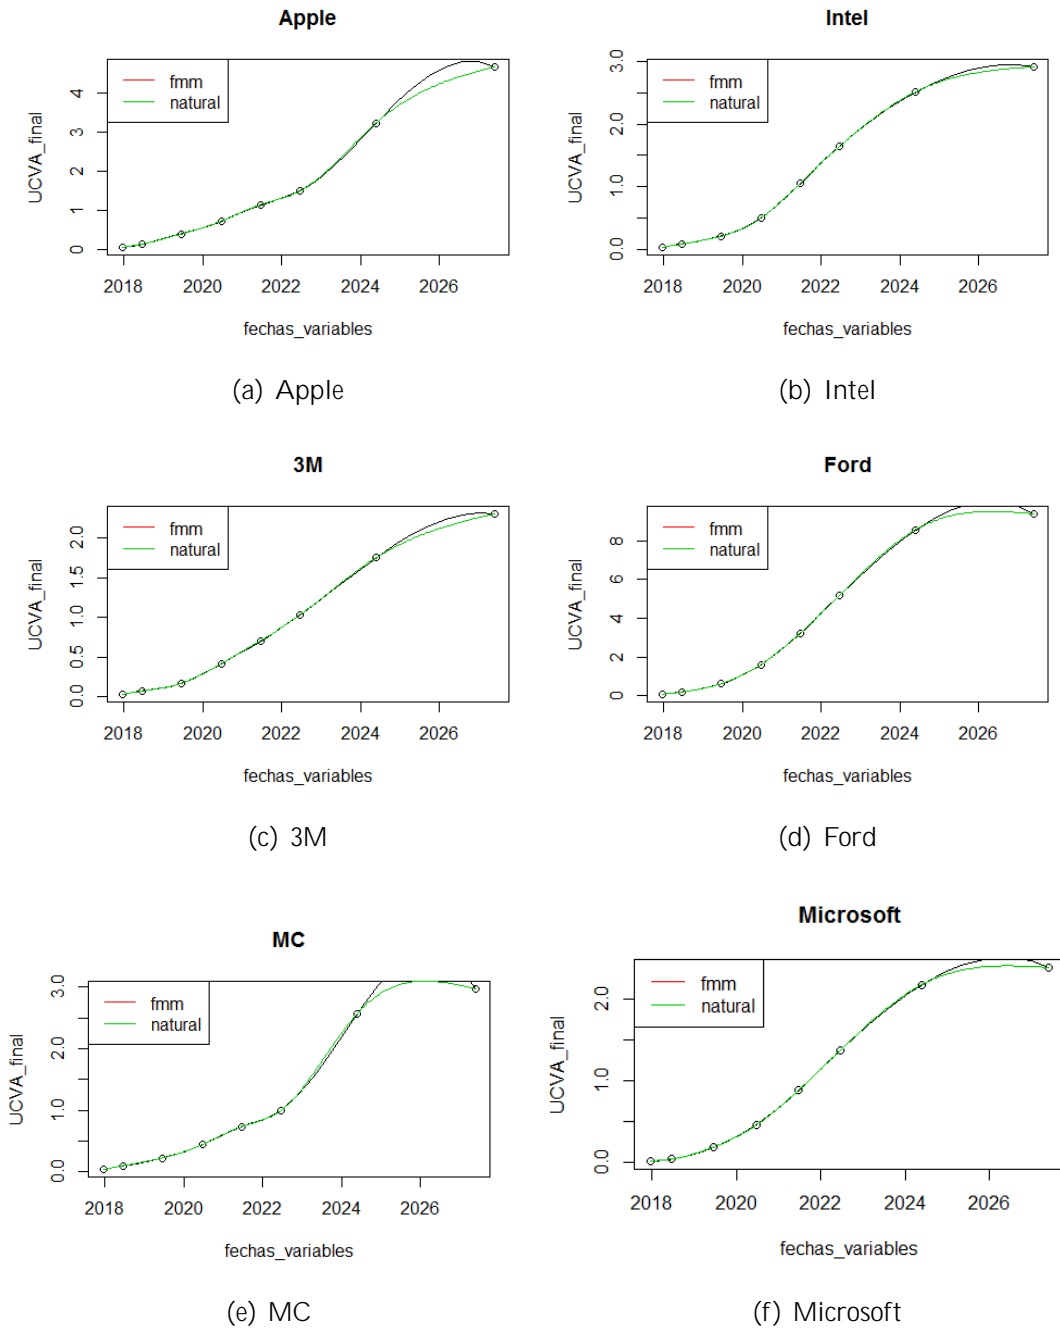 Apple
fmm
natural
UCVA_final
0 1 2 3 4
2018 2020 2022 2024 2026
fechas_variables
(a) Apple
Intel
fmm
natural
UCVA_final
0.0 1.0 2.0 3.0
2018 2020 2022 2024 2026
fechas_variables
(b) Intel
3M
fmm
natural
UCVA_final
0.0 0.5 1.0 1.5 2.0
2018 2020 2022 2024 2026
fechas_variables
(c) 3M
Ford
fmm
natural
UCVA_final
0 2 4 6 8
2018 2020 2022 2024 2026
fechas_variables
(d) Ford
MC
fmm
natural
UCVA_final
0.0 1.0 2.0 3.0
2018 2020 2022 2024 2026
fechas_variables
(e) MC
Microsoft
fmm
natural
UCVA_final
0.0 1.0 2.0
2018 2020 2022 2024 2026
fechas_variables
(f) Microsoft